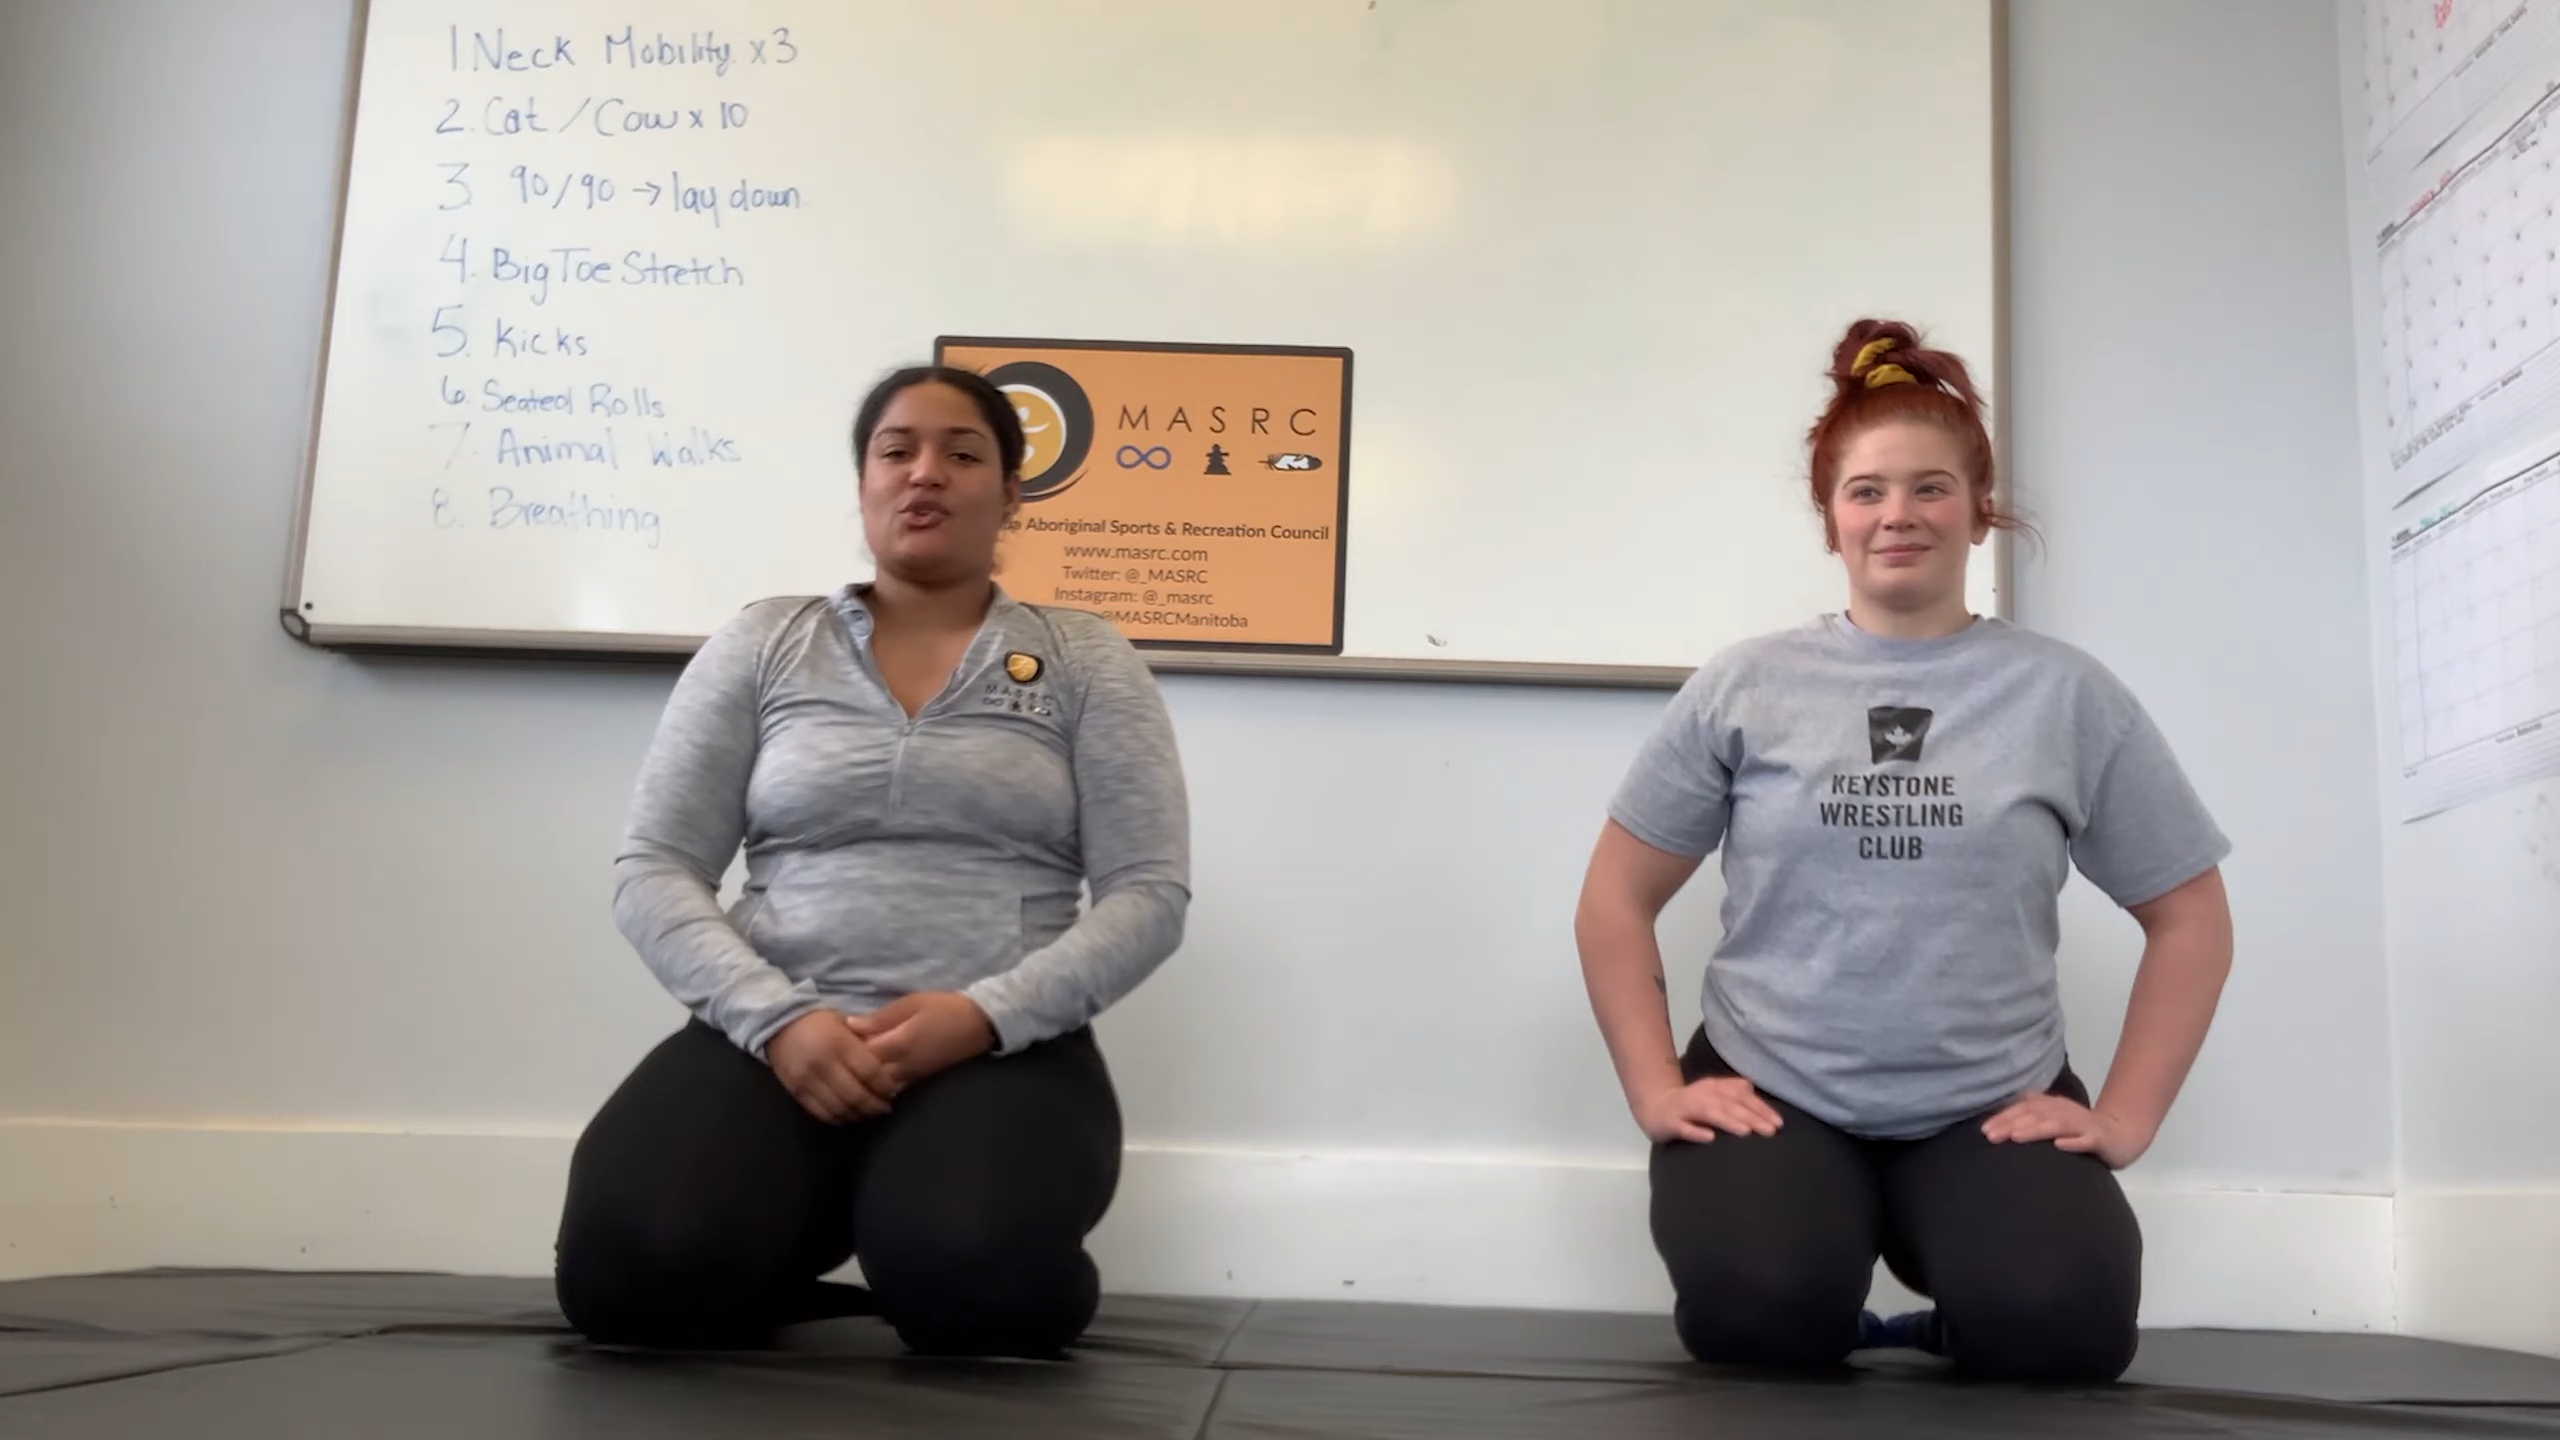 1. Neck Mobility. x3
2. Cat / Cow x 10
3 90/90 → lay down
4. Big Toe Stretch
5. Kicks
6. Seated Rolls
7. Animal Walks
8. Breathing
MASRC
Aboriginal Sports & Recreation Council
www.masrc.com
Twitter: @_MASRC
Instagram: @_masrc
@MASRCManitoba
MASRC
KEYSTONE
WRESTLING
CLUB